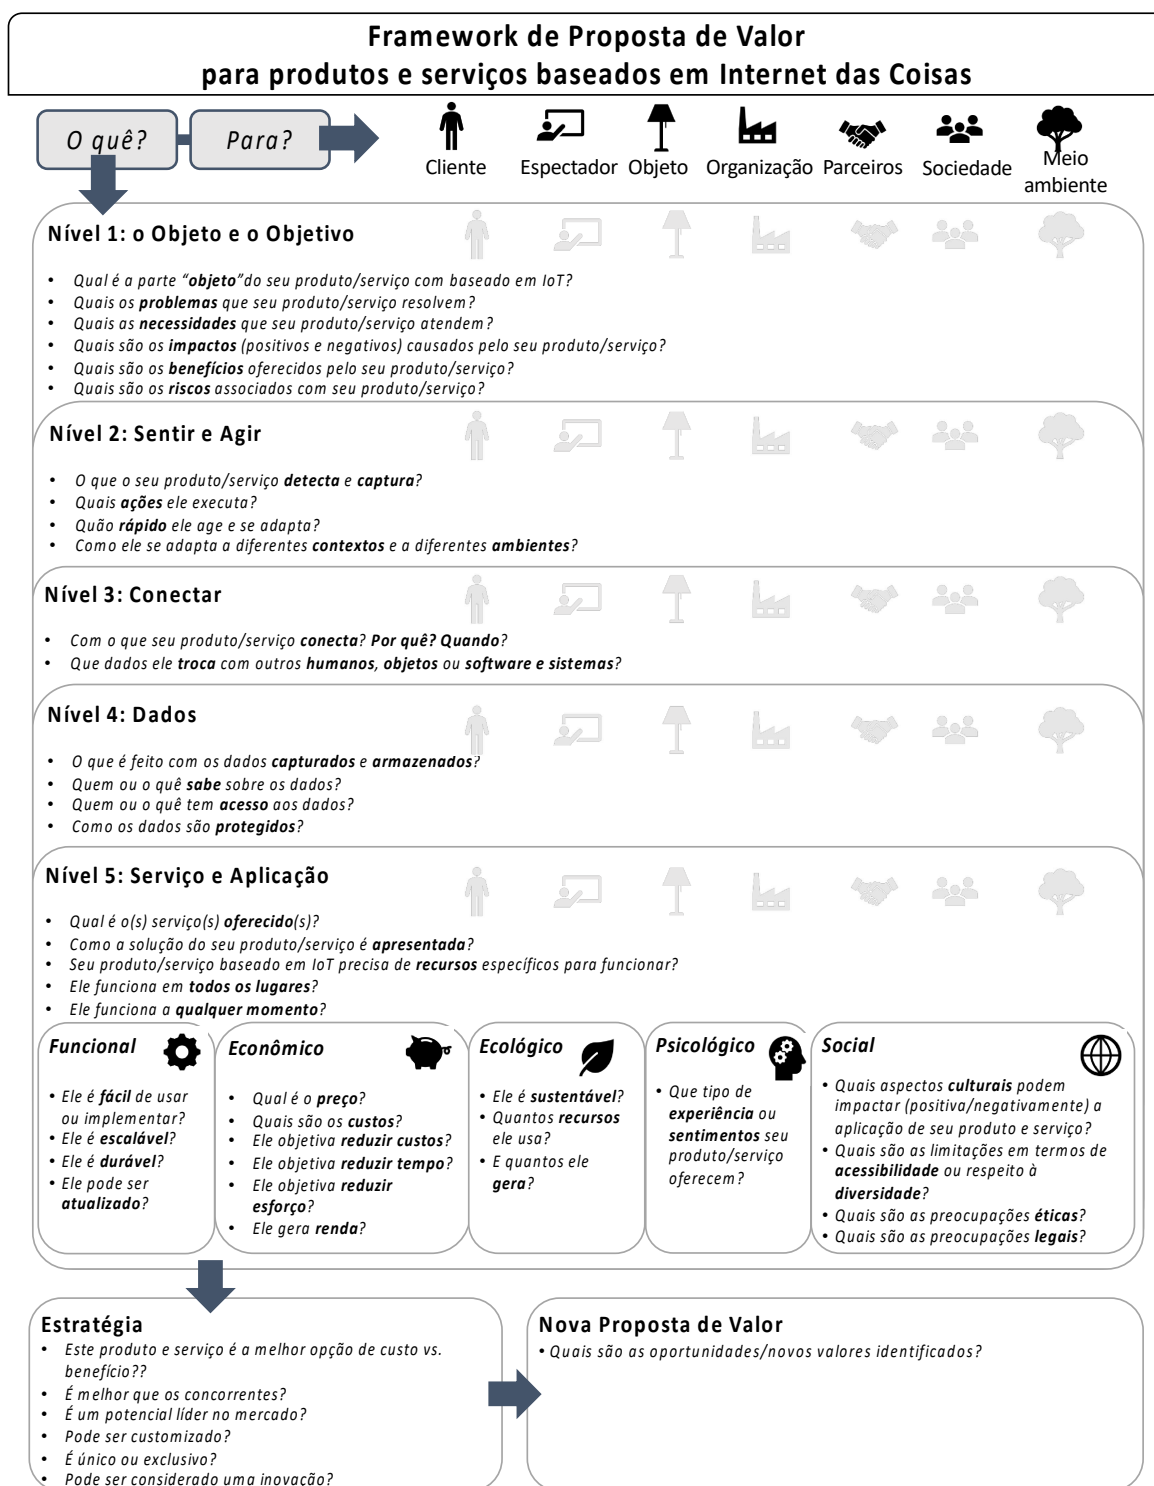 Framework de Proposta de Valor
para produtos e serviços baseados em Internet das Coisas
O quê?
Para?
Cliente
Espectador
Objeto
Organização
Parceiros
Sociedade
Meio
ambiente
Nível 1: o Objeto e o Objetivo
• Qual é a parte “objeto”do seu produto/serviço com baseado em IoT?
• Quais os problemas que seu produto/serviço resolvem?
• Quais as necessidades que seu produto/serviço atendem?
• Quais são os impactos (positivos e negativos) causados pelo seu produto/serviço?
• Quais são os benefícios oferecidos pelo seu produto/serviço?
• Quais são os riscos associados com seu produto/serviço?
Nível 2: Sentir e Agir
• O que o seu produto/serviço detecta e captura?
• Quais ações ele executa?
• Quão rápido ele age e se adapta?
• Como ele se adapta a diferentes contextos e a diferentes ambientes?
Nível 3: Conectar
• Com o que seu produto/serviço conecta? Por quê? Quando?
• Que dados ele troca com outros humanos, objetos ou software e sistemas?
Nível 4: Dados
• O que é feito com os dados capturados e armazenados?
• Quem ou o quê sabe sobre os dados?
• Quem ou o quê tem acesso aos dados?
• Como os dados são protegidos?
Nível 5: Serviço e Aplicação
• Qual é o(s) serviço(s) oferecido(s)?
• Como a solução do seu produto/serviço é apresentada?
• Seu produto/serviço baseado em IoT precisa de recursos específicos para funcionar?
• Ele funciona em todos os lugares?
• Ele funciona a qualquer momento?
Funcional
• Ele é fácil de usar
ou implementar?
• Ele é escalável?
• Ele é durável?
• Ele pode ser
atualizado?
Econômico
• Qual é o preço?
• Quais são os custos?
• Ele objetiva reduzir custos?
• Ele objetiva reduzir tempo?
• Ele objetiva reduzir
esforço?
• Ele gera renda?
Ecológico
• Ele é sustentável?
• Quantos recursos
ele usa?
• E quantos ele
gera?
Psicológico
• Que tipo de
experiência ou
sentimentos seu
produto/serviço
oferecem?
Social
• Quais aspectos culturais podem
impactar (positiva/negativamente) a
aplicação de seu produto e serviço?
• Quais são as limitações em termos de
acessibilidade ou respeito à
diversidade?
• Quais são as preocupações éticas?
• Quais são as preocupações legais?
Estratégia
• Este produto e serviço é a melhor opção de custo vs.
benefício??
• É melhor que os concorrentes?
• É um potencial líder no mercado?
• Pode ser customizado?
• É único ou exclusivo?
• Pode ser considerado uma inovação?
Nova Proposta de Valor
• Quais são as oportunidades/novos valores identificados?